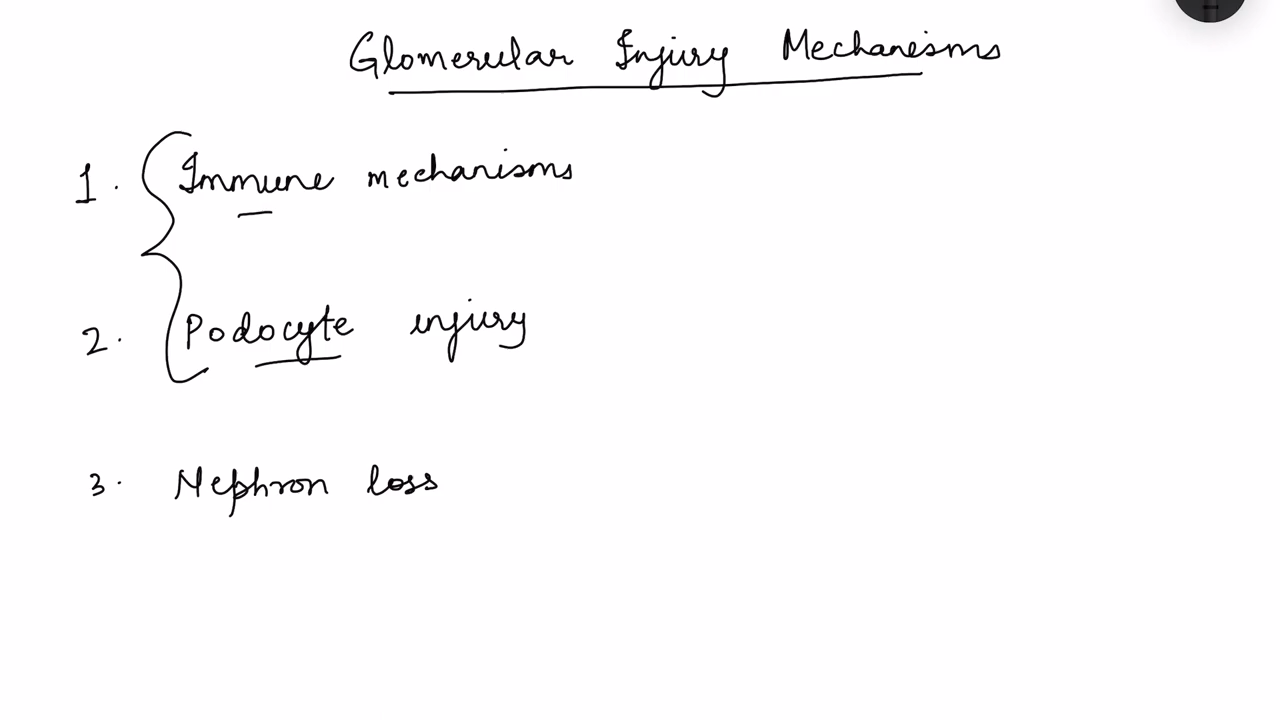 Glomerular Injury Mechanisms
1. Immune mechanisms
2. Podocyte injury
3. Nephron loss